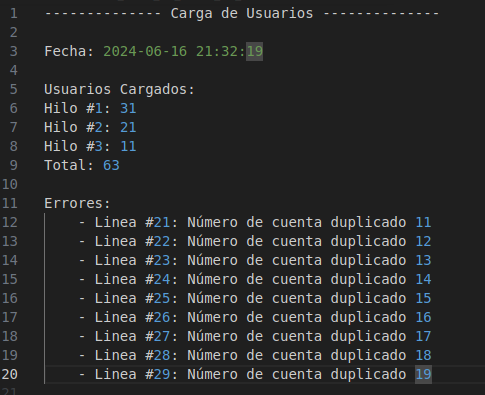 1 -------------- Carga de Usuarios --------------
2
3 Fecha: 2024-06-16 21:32:19
4
5 Usuarios Cargados:
6 Hilo #1: 31
7 Hilo #2: 21
8 Hilo #3: 11
9 Total: 63
10
11 Errores:
12 - Linea #21: Número de cuenta duplicado 11
13 - Linea #22: Número de cuenta duplicado 12
14 - Linea #23: Número de cuenta duplicado 13
15 - Linea #24: Número de cuenta duplicado 14
16 - Linea #25: Número de cuenta duplicado 15
17 - Linea #26: Número de cuenta duplicado 16
18 - Linea #27: Número de cuenta duplicado 17
19 - Linea #28: Número de cuenta duplicado 18
20 - Linea #29: Número de cuenta duplicado 19
21